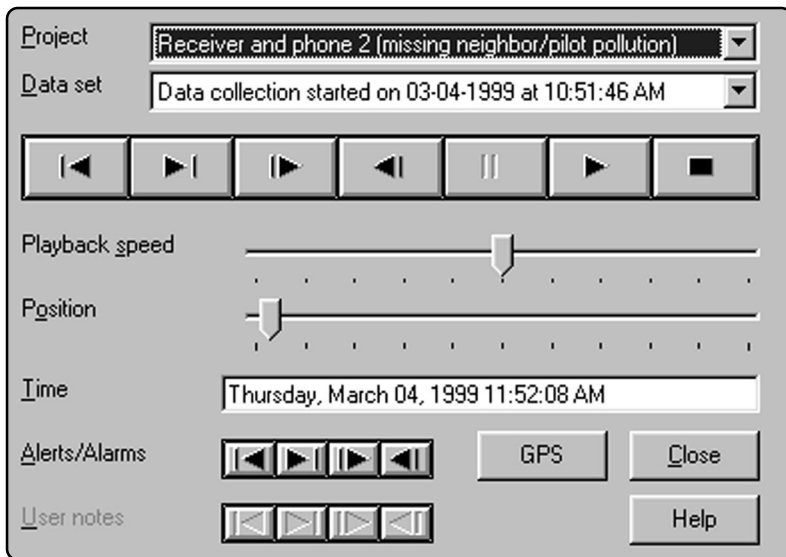 Project Receiver and phone 2 (missing neighbor/pilot pollution)
Data set Data collection started on 03-04-1999 at 10:51:46 AM
Playback speed
Position
Time Thursday, March 04, 1999 11:52:08 AM
Alerts/Alarms GPS Close
User notes Help